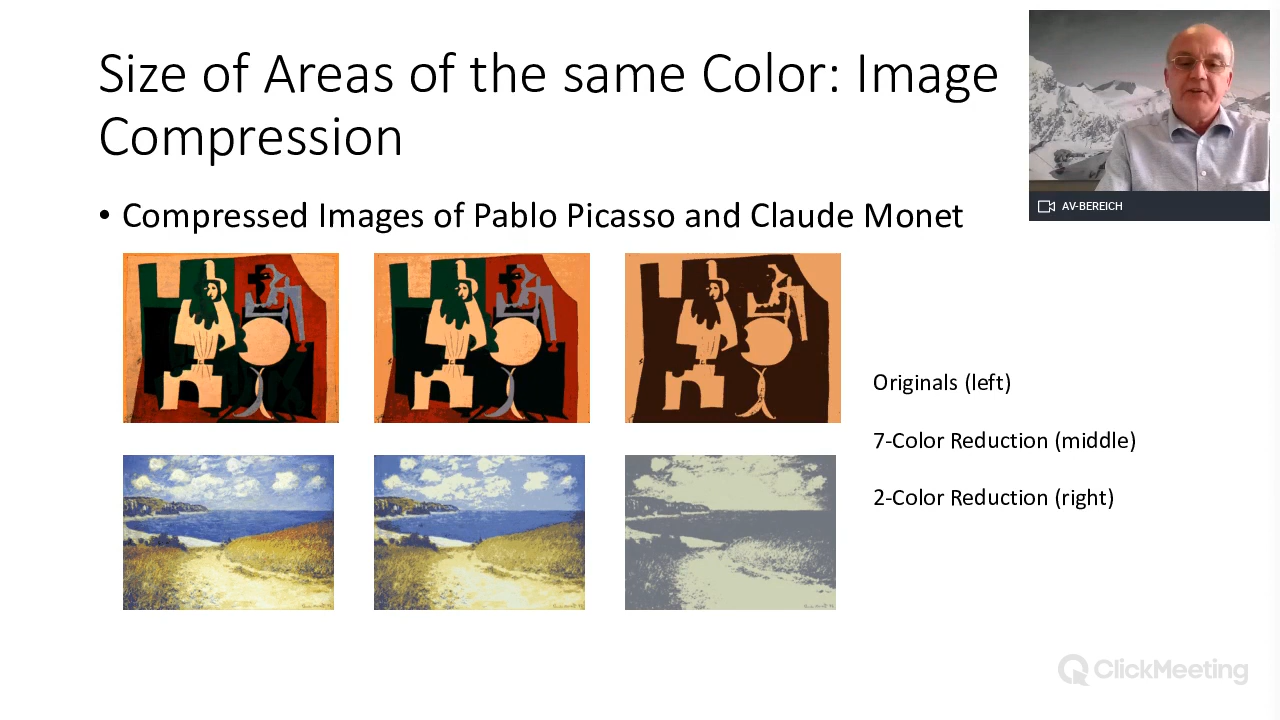 Size of Areas of the same Color: Image
Compression
• Compressed Images of Pablo Picasso and Claude Monet
Originals (left)
7-Color Reduction (middle)
2-Color Reduction (right)
AV-BEREICH
ClickMeeting